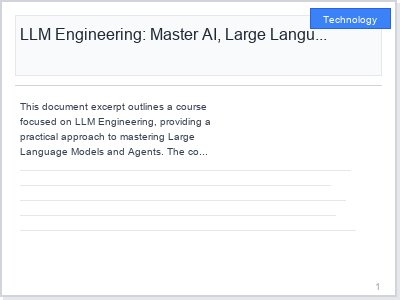 Technology
LLM Engineering: Master AI, Large Langu...
This document excerpt outlines a course
focused on LLM Engineering, providing a
practical approach to mastering Large
Language Models and Agents. The co...
1